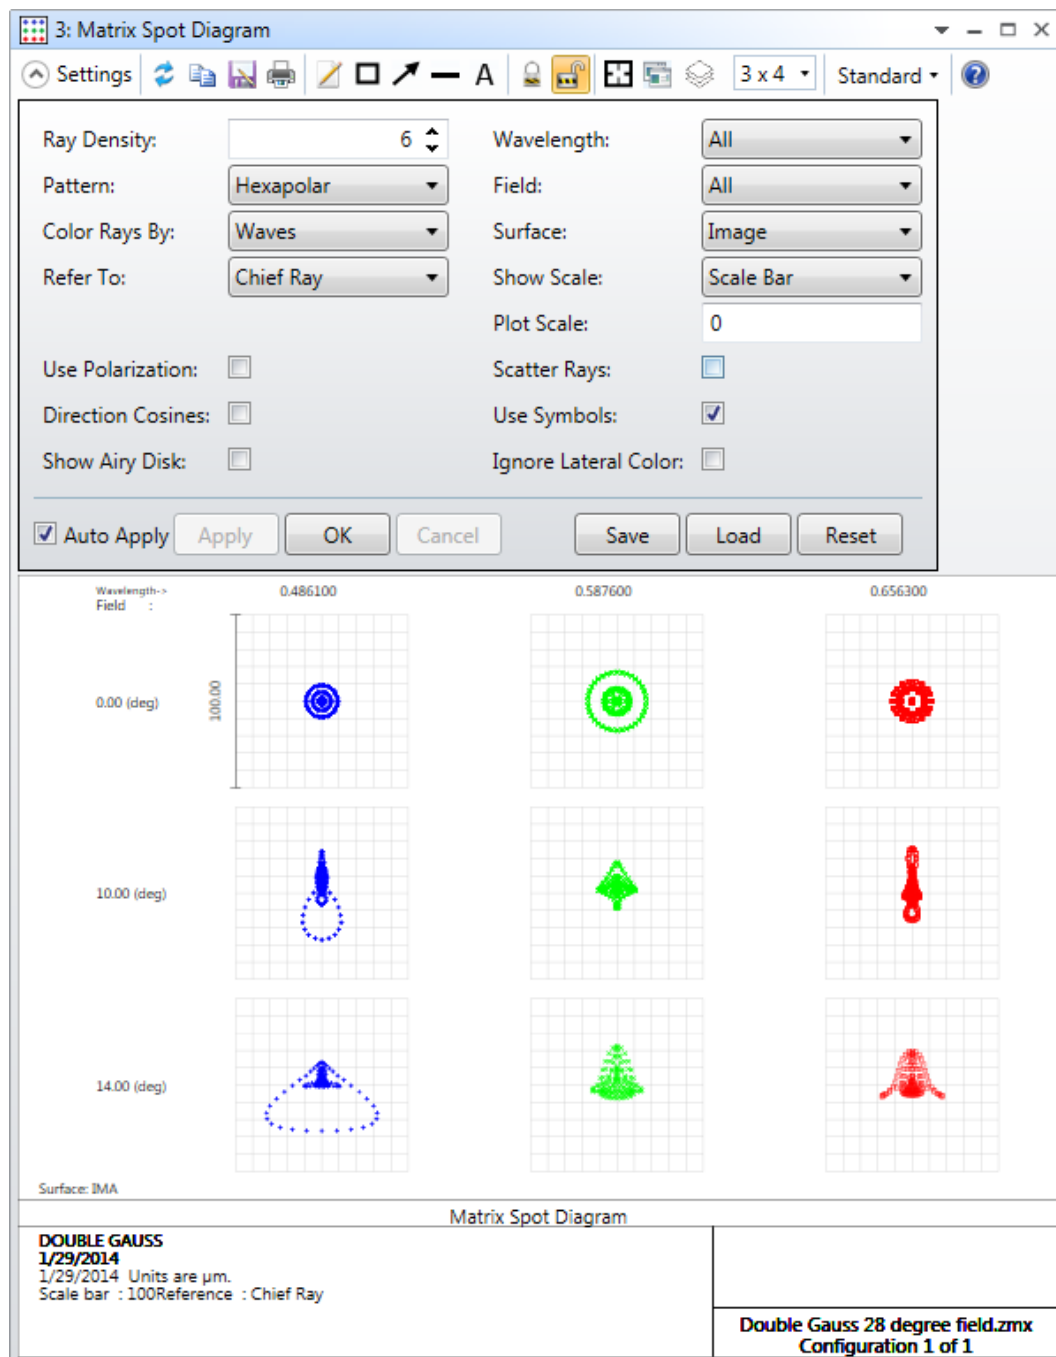 3: Matrix Spot Diagram
Settings A 3 x 4 Standard ?
Ray Density: 6 Wavelength: All
Pattern: Hexapolar Field: All
Color Rays By: Waves Surface: Image
Refer To: Chief Ray Show Scale: Scale Bar
Plot Scale: 0
Use Polarization: Scatter Rays:
Direction Cosines: Use Symbols:
Show Airy Disk: Ignore Lateral Color:
Auto Apply Apply OK Cancel Save Load Reset
Wavelength-> 0.486100 0.587600 0.656300
Field :
0.00 (deg) 100.00
10.00 (deg)
14.00 (deg)
Surface: IMA
Matrix Spot Diagram
DOUBLE GAUSS
1/29/2014
1/29/2014 Units are µm.
Scale bar : 100Reference : Chief Ray
Double Gauss 28 degree field.zmx
Configuration 1 of 1